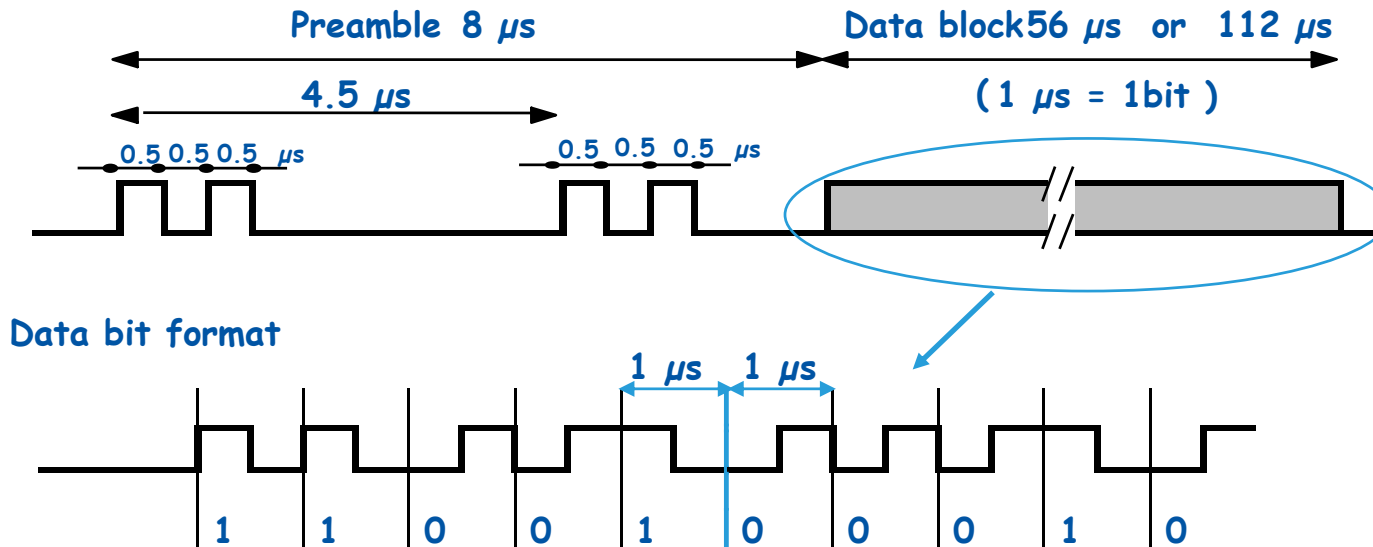 Preamble 8 µs
Data block56 µs or 112 µs
4.5 µs
( 1 µs = 1bit )
0.5 0.5 0.5 µs
0.5 0.5 0.5 µs
Data bit format
1 µs 1 µs
1 1 0 0 1 0 0 0 1 0